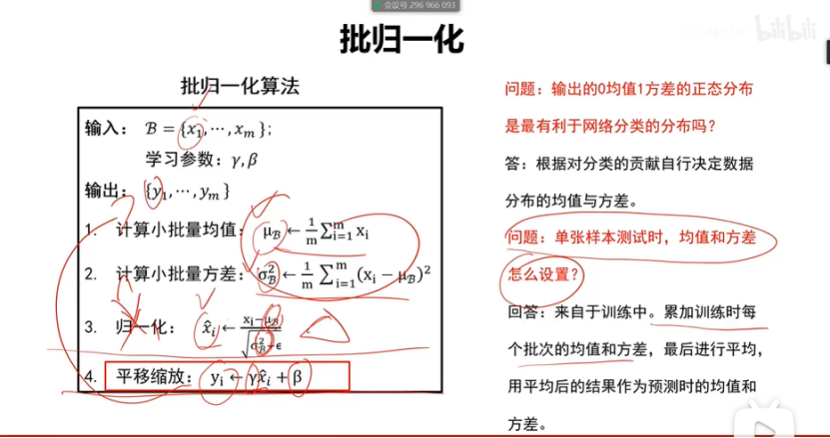 会议号 296 966 093
批归一化
bilibili
批归一化算法
输入： ℬ = {x₁,⋯,xₘ};
学习参数：γ,β
输出：{y₁,⋯,yₘ}
1. 计算小批量均值：μ_ℬ ← 1/m ∑ᵢ₌₁ᵐ xᵢ
2. 计算小批量方差：σ²_ℬ ← 1/m ∑ᵢ₌₁ᵐ (xᵢ − μ_ℬ)²
3. 归一化：x̂ᵢ ← (xᵢ−μ_ℬ)/√(σ²_ℬ+ϵ)
4. 平移缩放：yᵢ ← γx̂ᵢ + β
问题：输出的0均值1方差的正态分布
是最有利于网络分类的分布吗？
答：根据对分类的贡献自行决定数据
分布的均值与方差。
问题：单张样本测试时，均值和方差
怎么设置？
回答：来自于训练中。累加训练时每
个批次的均值和方差，最后进行平均，
用平均后的结果作为预测时的均值和
方差。